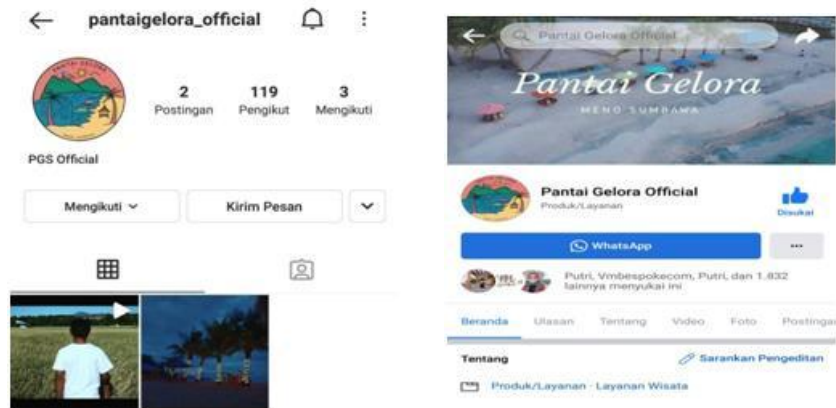 pantaigelora_official
PANTAI GELORA
2
119
3
Postingan
Pengikut
Mengikuti
PGS Official
Mengikuti
Kirim Pesan
Pantai Gelora Official
Pantai Gelora
MENO SUMBAWA
Pantai Gelora Official
Produk/Layanan
Disukai
WhatsApp
Putri, Vmbespokecom, Putri, dan 1.832
lainnya menyukai ini
Beranda
Ulasan
Tentang
Video
Foto
Postingan
Tentang
Sarankan Pengeditan
Produk/Layanan · Layanan Wisata